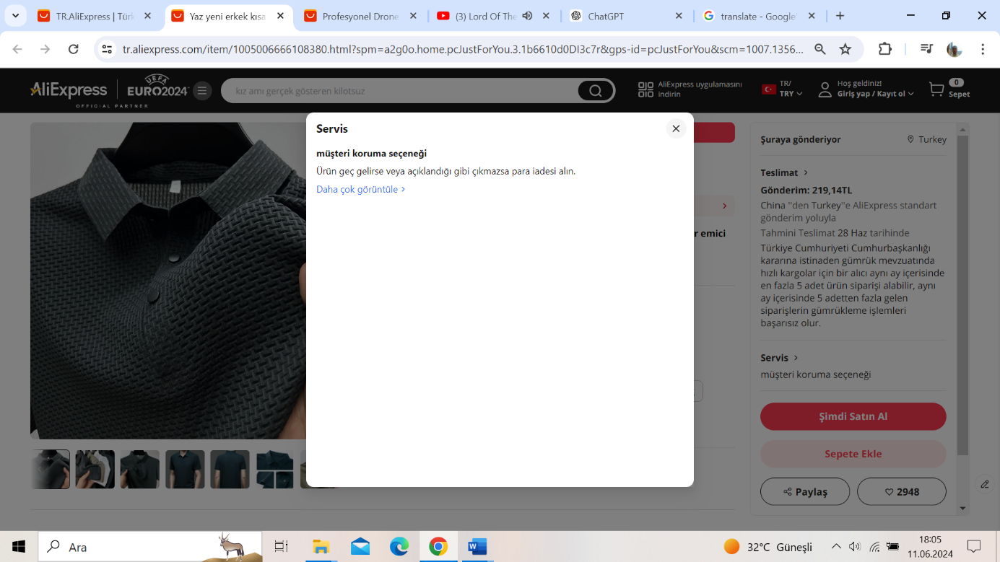 TR.AliExpress | Türk
Yaz yeni erkek kısa
Profesyonel Drone
(3) Lord Of The
ChatGPT
translate - Google'
tr.aliexpress.com/item/1005006666108380.html?spm=a2g0o.home.pcJustForYou.3.1b6610d0DI3c7r&gps-id=pcJustForYou&scm=1007.1356...
AliExpress
OFFICIAL PARTNER
UEFA
EURO2024
kız amı gerçek gösteren kilotsuz
AliExpress uygulamasını
indirin
TR/
TRY
Hoş geldiniz!
Giriş yap / Kayıt ol
0
Sepet
Servis
müşteri koruma seçeneği
Ürün geç gelirse veya açıklandığı gibi çıkmazsa para iadesi alın.
Daha çok görüntüle >
r emici
Şuraya gönderiyor
Turkey
Teslimat >
Gönderim: 219,14TL
China "den Turkey"e AliExpress standart
gönderim yoluyla
Tahmini Teslimat 28 Haz tarihinde
Türkiye Cumhuriyeti Cumhurbaşkanlığı
kararına istinaden gümrük mevzuatında
hızlı kargolar için bir alıcı aynı ay içerisinde
en fazla 5 adet ürün siparişi alabilir, aynı
ay içerisinde 5 adetten fazla gelen
siparişlerin gümrükleme işlemleri
başarısız olur.
Servis >
müşteri koruma seçeneği
Şimdi Satın Al
Sepete Ekle
Paylaş
2948
Ara
32°C Güneşli
18:05
11.06.2024